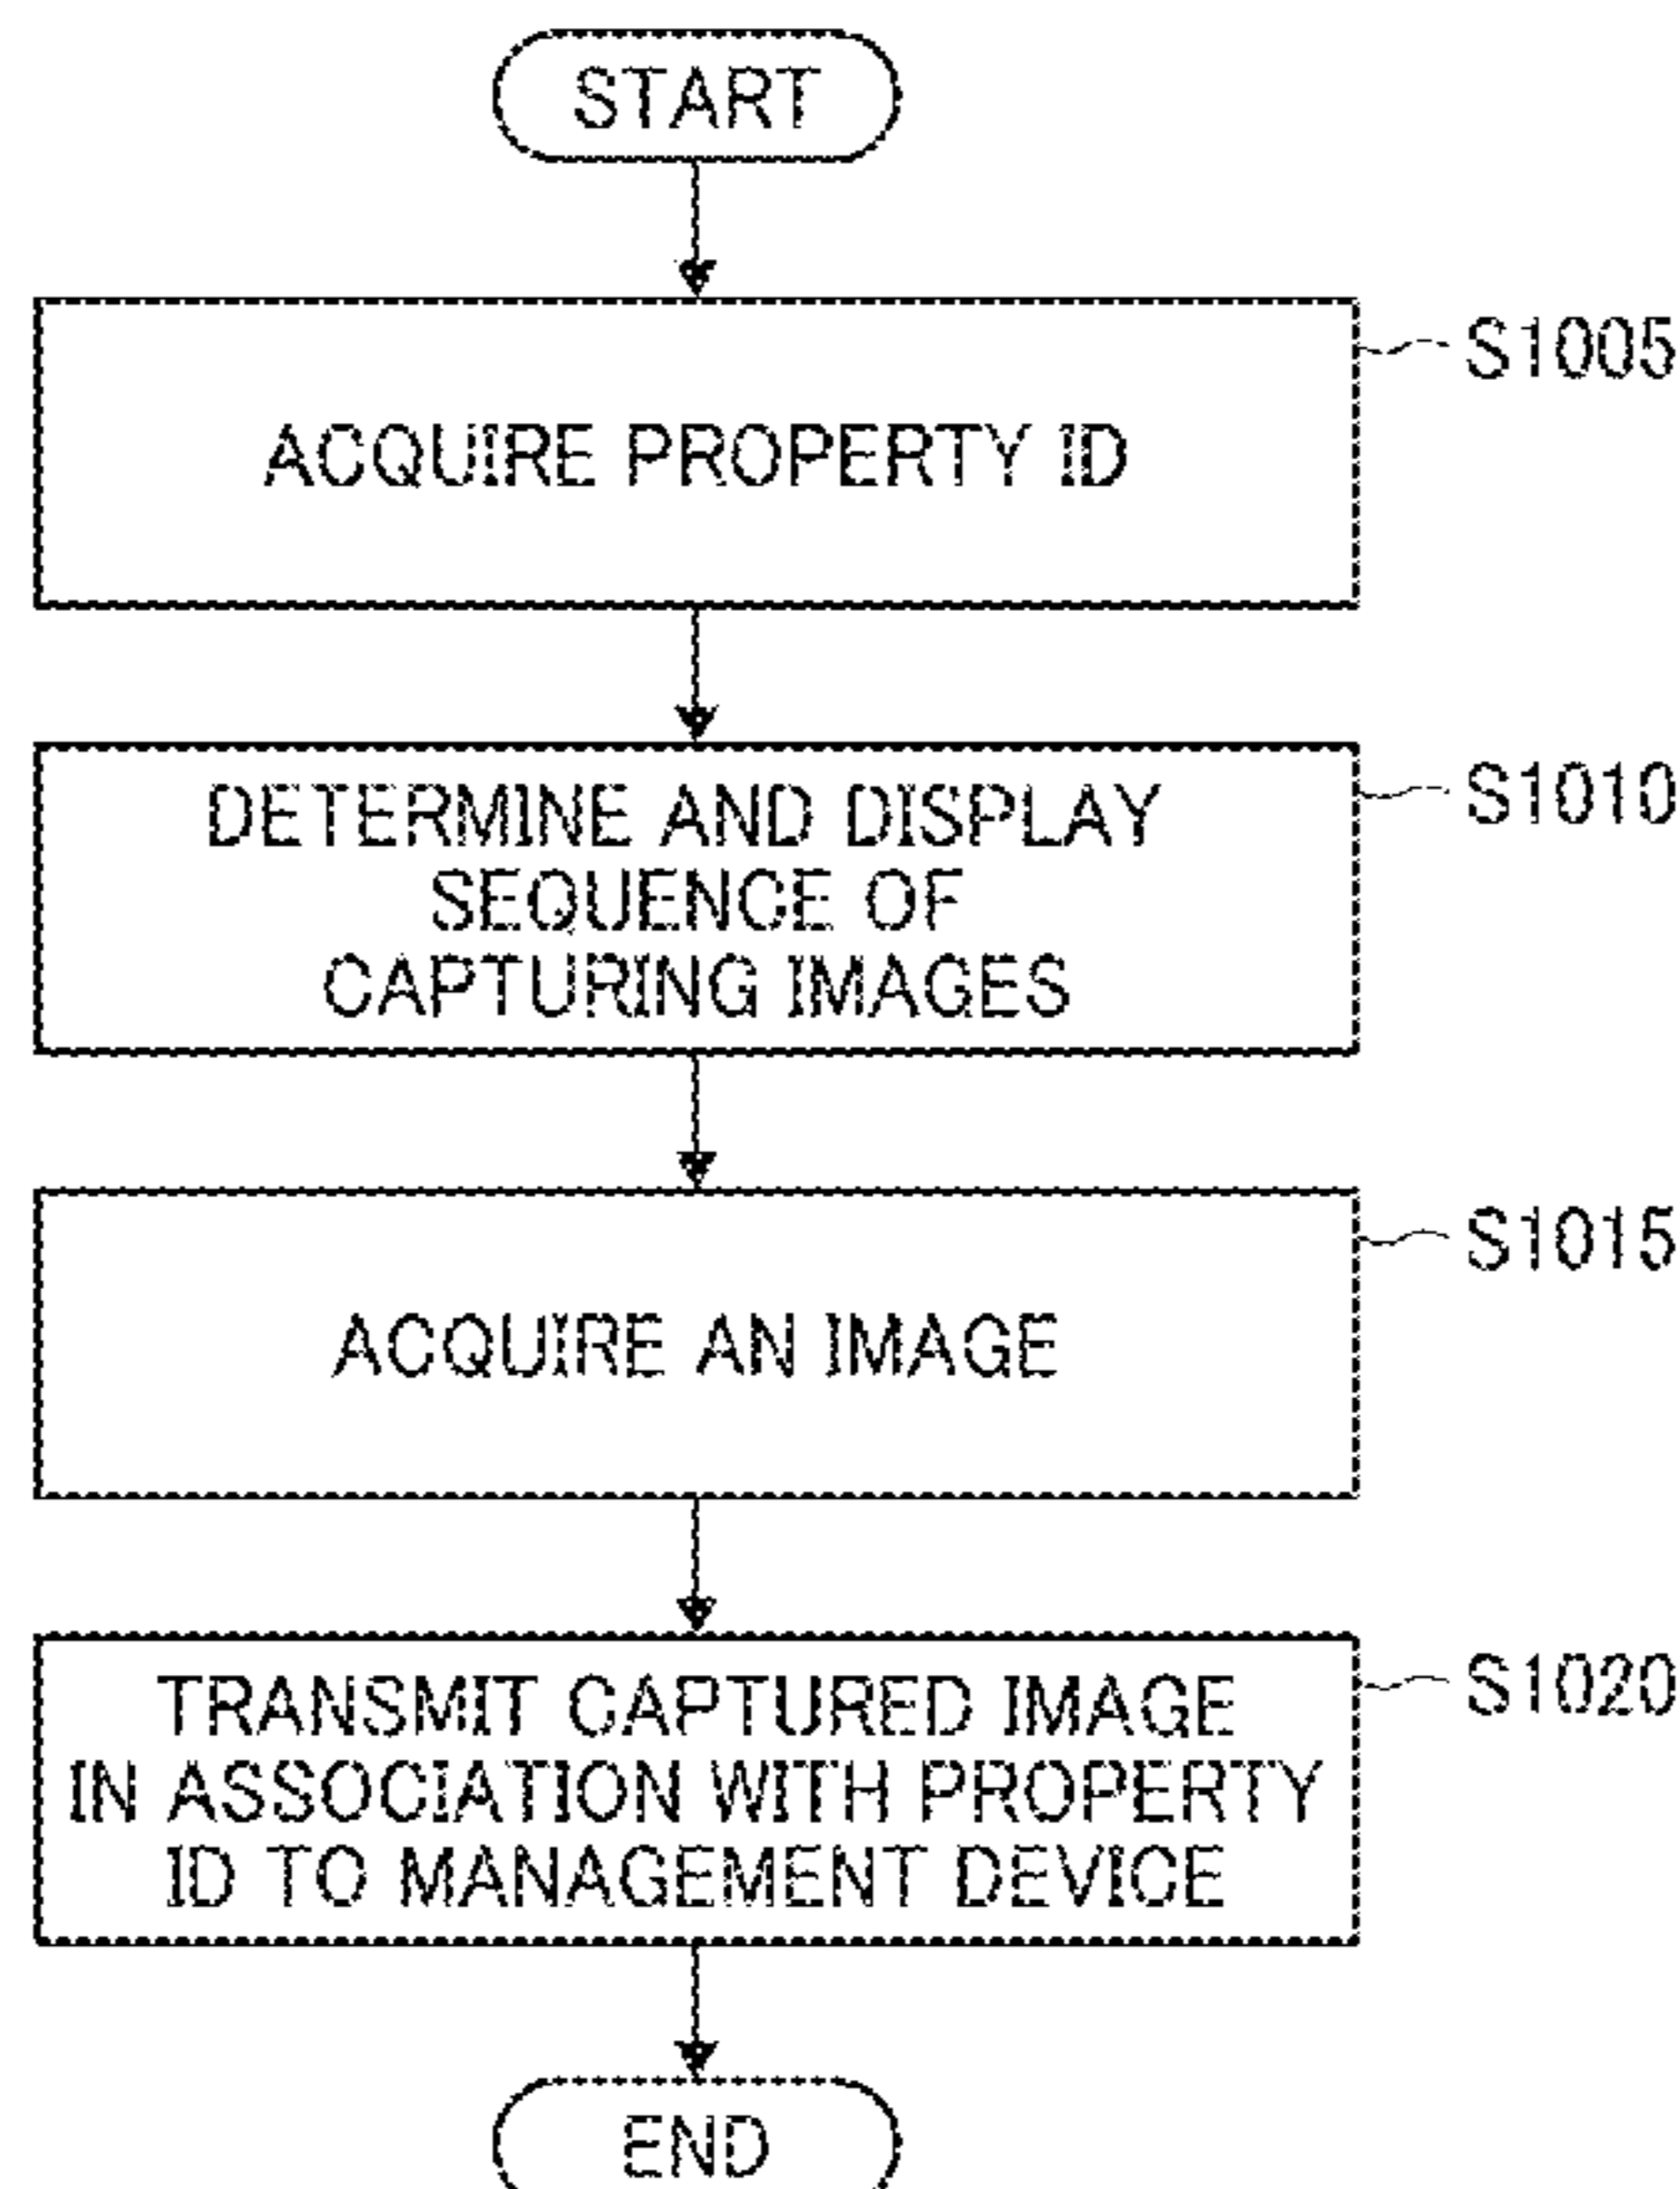 START
ACQUIRE PROPERTY ID
S1005
DETERMINE AND DISPLAY
SEQUENCE OF
CAPTURING IMAGES
S1010
ACQUIRE AN IMAGE
S1015
TRANSMIT CAPTURED IMAGE
IN ASSOCIATION WITH PROPERTY
ID TO MANAGEMENT DEVICE
S1020
END